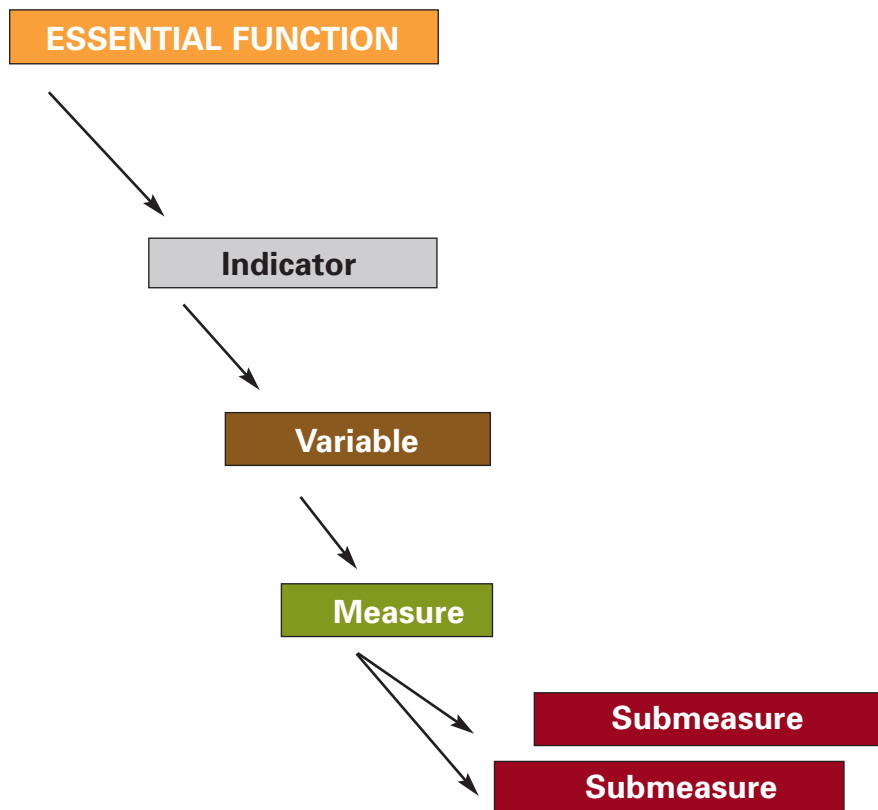 ESSENTIAL FUNCTION
Indicator
Variable
Measure
Submeasure
Submeasure